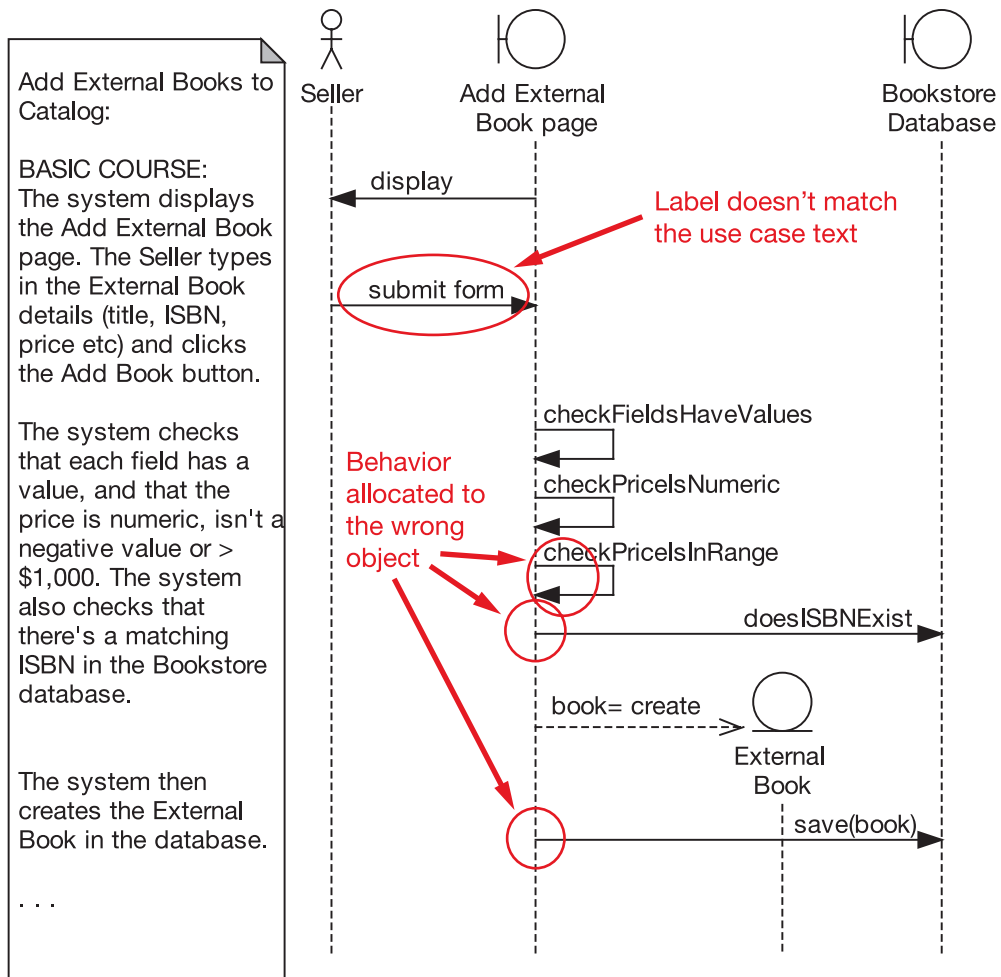 Add External Books to
Catalog:
BASIC COURSE:
The system displays
the Add External Book
page. The Seller types
in the External Book
details (title, ISBN,
price etc) and clicks
the Add Book button.
The system checks
that each field has a
value, and that the
price is numeric, isn't a
negative value or >
$1,000. The system
also checks that
there's a matching
ISBN in the Bookstore
database.
The system then
creates the External
Book in the database.
. . .
Seller
Add External
Book page
Bookstore
Database
display
Label doesn’t match
the use case text
submit form
checkFieldsHaveValues
Behavior
allocated to
the wrong
object
checkPriceIsNumeric
checkPriceIsInRange
doesISBNExist
book= create
External
Book
save(book)